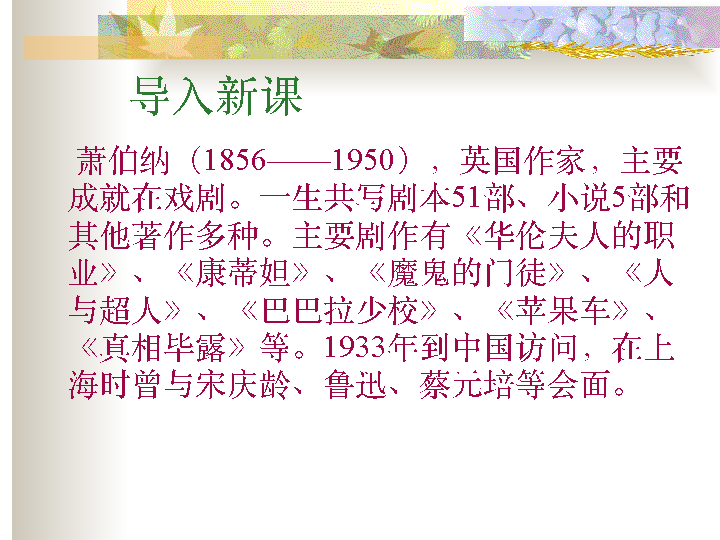 导入新课
萧伯纳（1856——1950），英国作家，主要
成就在戏剧。一生共写剧本51部、小说5部和
其他著作多种。主要剧作有《华伦夫人的职
业》、《康蒂妲》、《魔鬼的门徒》、《人
与超人》、《巴巴拉少校》、《苹果车》、
《真相毕露》等。1933年到中国访问，在上
海时曾与宋庆龄、鲁迅、蔡元培等会面。